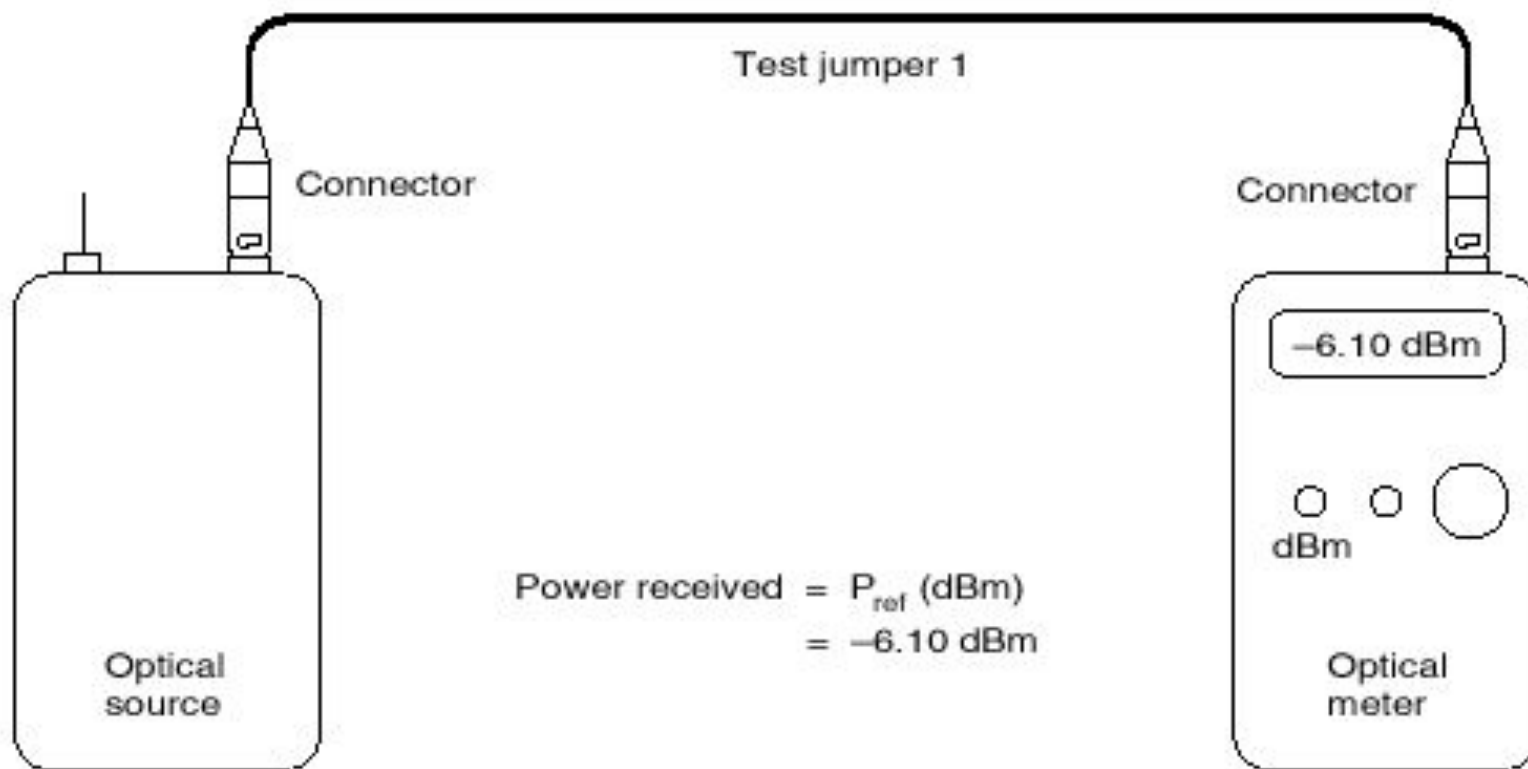 Test jumper 1
Connector
Connector
–6.10 dBm
dBm
Power received = Pref (dBm)
= –6.10 dBm
Optical
source
Optical
meter